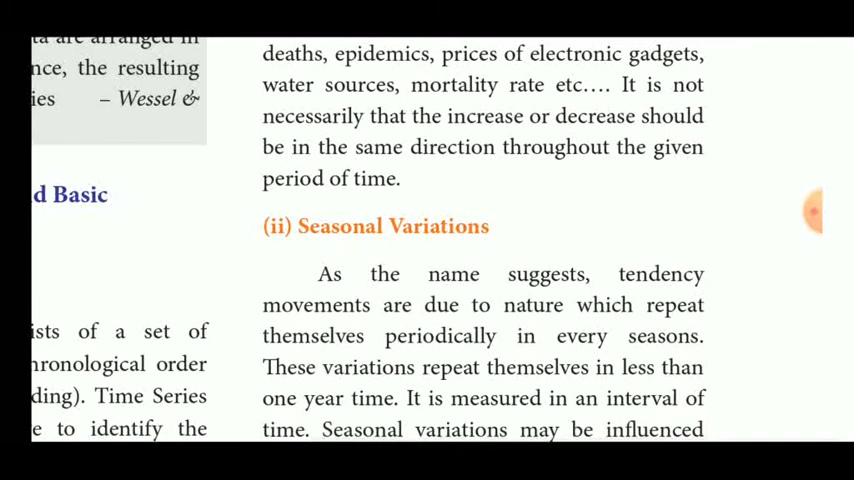 nce, the resulting
– Wessel &
d Basic
of a set of
order
Time Series
to identify the
deaths, epidemics, prices of electronic gadgets,
water sources, mortality rate etc…. It is not
necessarily that the increase or decrease should
be in the same direction throughout the given
period of time.
(ii) Seasonal Variations
As the name suggests, tendency
movements are due to nature which repeat
themselves periodically in every seasons.
These variations repeat themselves in less than
one year time. It is measured in an interval of
time. Seasonal variations may be influenced